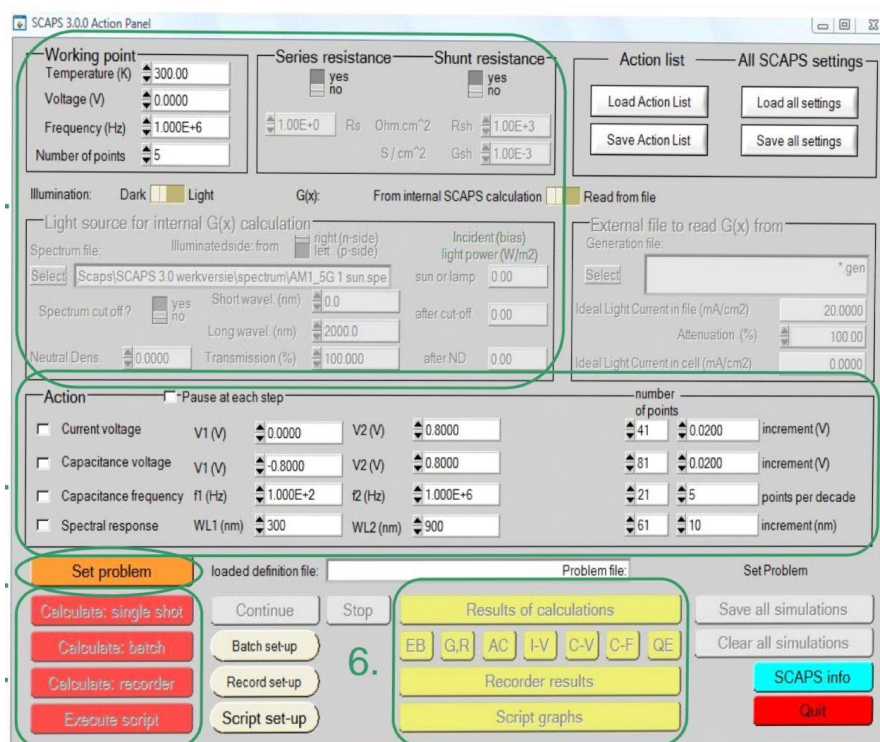 SCAPS 3.0.0 Action Panel
Working point
Temperature (K) 300.00
Voltage (V) 0.0000
Frequency (Hz) 1.000E+6
Number of points 5
Series resistance
yes
no
Shunt resistance
yes
no
1.00E+0 Rs Ohm.cm^2 Rsh 1.00E+3
S / cm^2 Gsh 1.00E-3
Action list
All SCAPS settings
Load Action List
Load all settings
Save Action List
Save all settings
Illumination: Dark Light G(x): From internal SCAPS calculation Read from file
Light source for internal G(x) calculation
Spectrum file: Illuminatedside: from right (n-side)
left (p-side)
Incident (bias)
light power (W/m2)
Select Scaps\SCAPS 3.0 werkversie\spectrum\AM1_5G 1 sun.spe sun or lamp 0.00
Spectrum cut off ? yes
no
Short wavel. (nm) 0.0
after cut-off 0.00
Long wavel. (nm) 2000.0
Neutral Dens. 0.0000 Transmission (%) 100.000 after ND 0.00
External file to read G(x) from
Generation file:
Select *.gen
Ideal Light Current in file (mA/cm2) 20.0000
Attenuation (%) 100.00
Ideal Light Current in cell (mA/cm2) 0.0000
Action Pause at each step number
of points
Current voltage V1 (V) 0.0000 V2 (V) 0.8000 41 0.0200 increment (V)
Capacitance voltage V1 (V) -0.8000 V2 (V) 0.8000 81 0.0200 increment (V)
Capacitance frequency f1 (Hz) 1.000E+2 f2 (Hz) 1.000E+6 21 5 points per decade
Spectral response WL1 (nm) 300 WL2 (nm) 900 61 10 increment (nm)
Set problem loaded definition file: Problem file: Set Problem
Calculate: single shot Continue Stop Results of calculations Save all simulations
Calculate: batch Batch set-up 6. EB G,R AC I-V C-V C-F QE Clear all simulations
Calculate: recorder Record set-up Recorder results SCAPS info
Execute script Script set-up Script graphs Quit